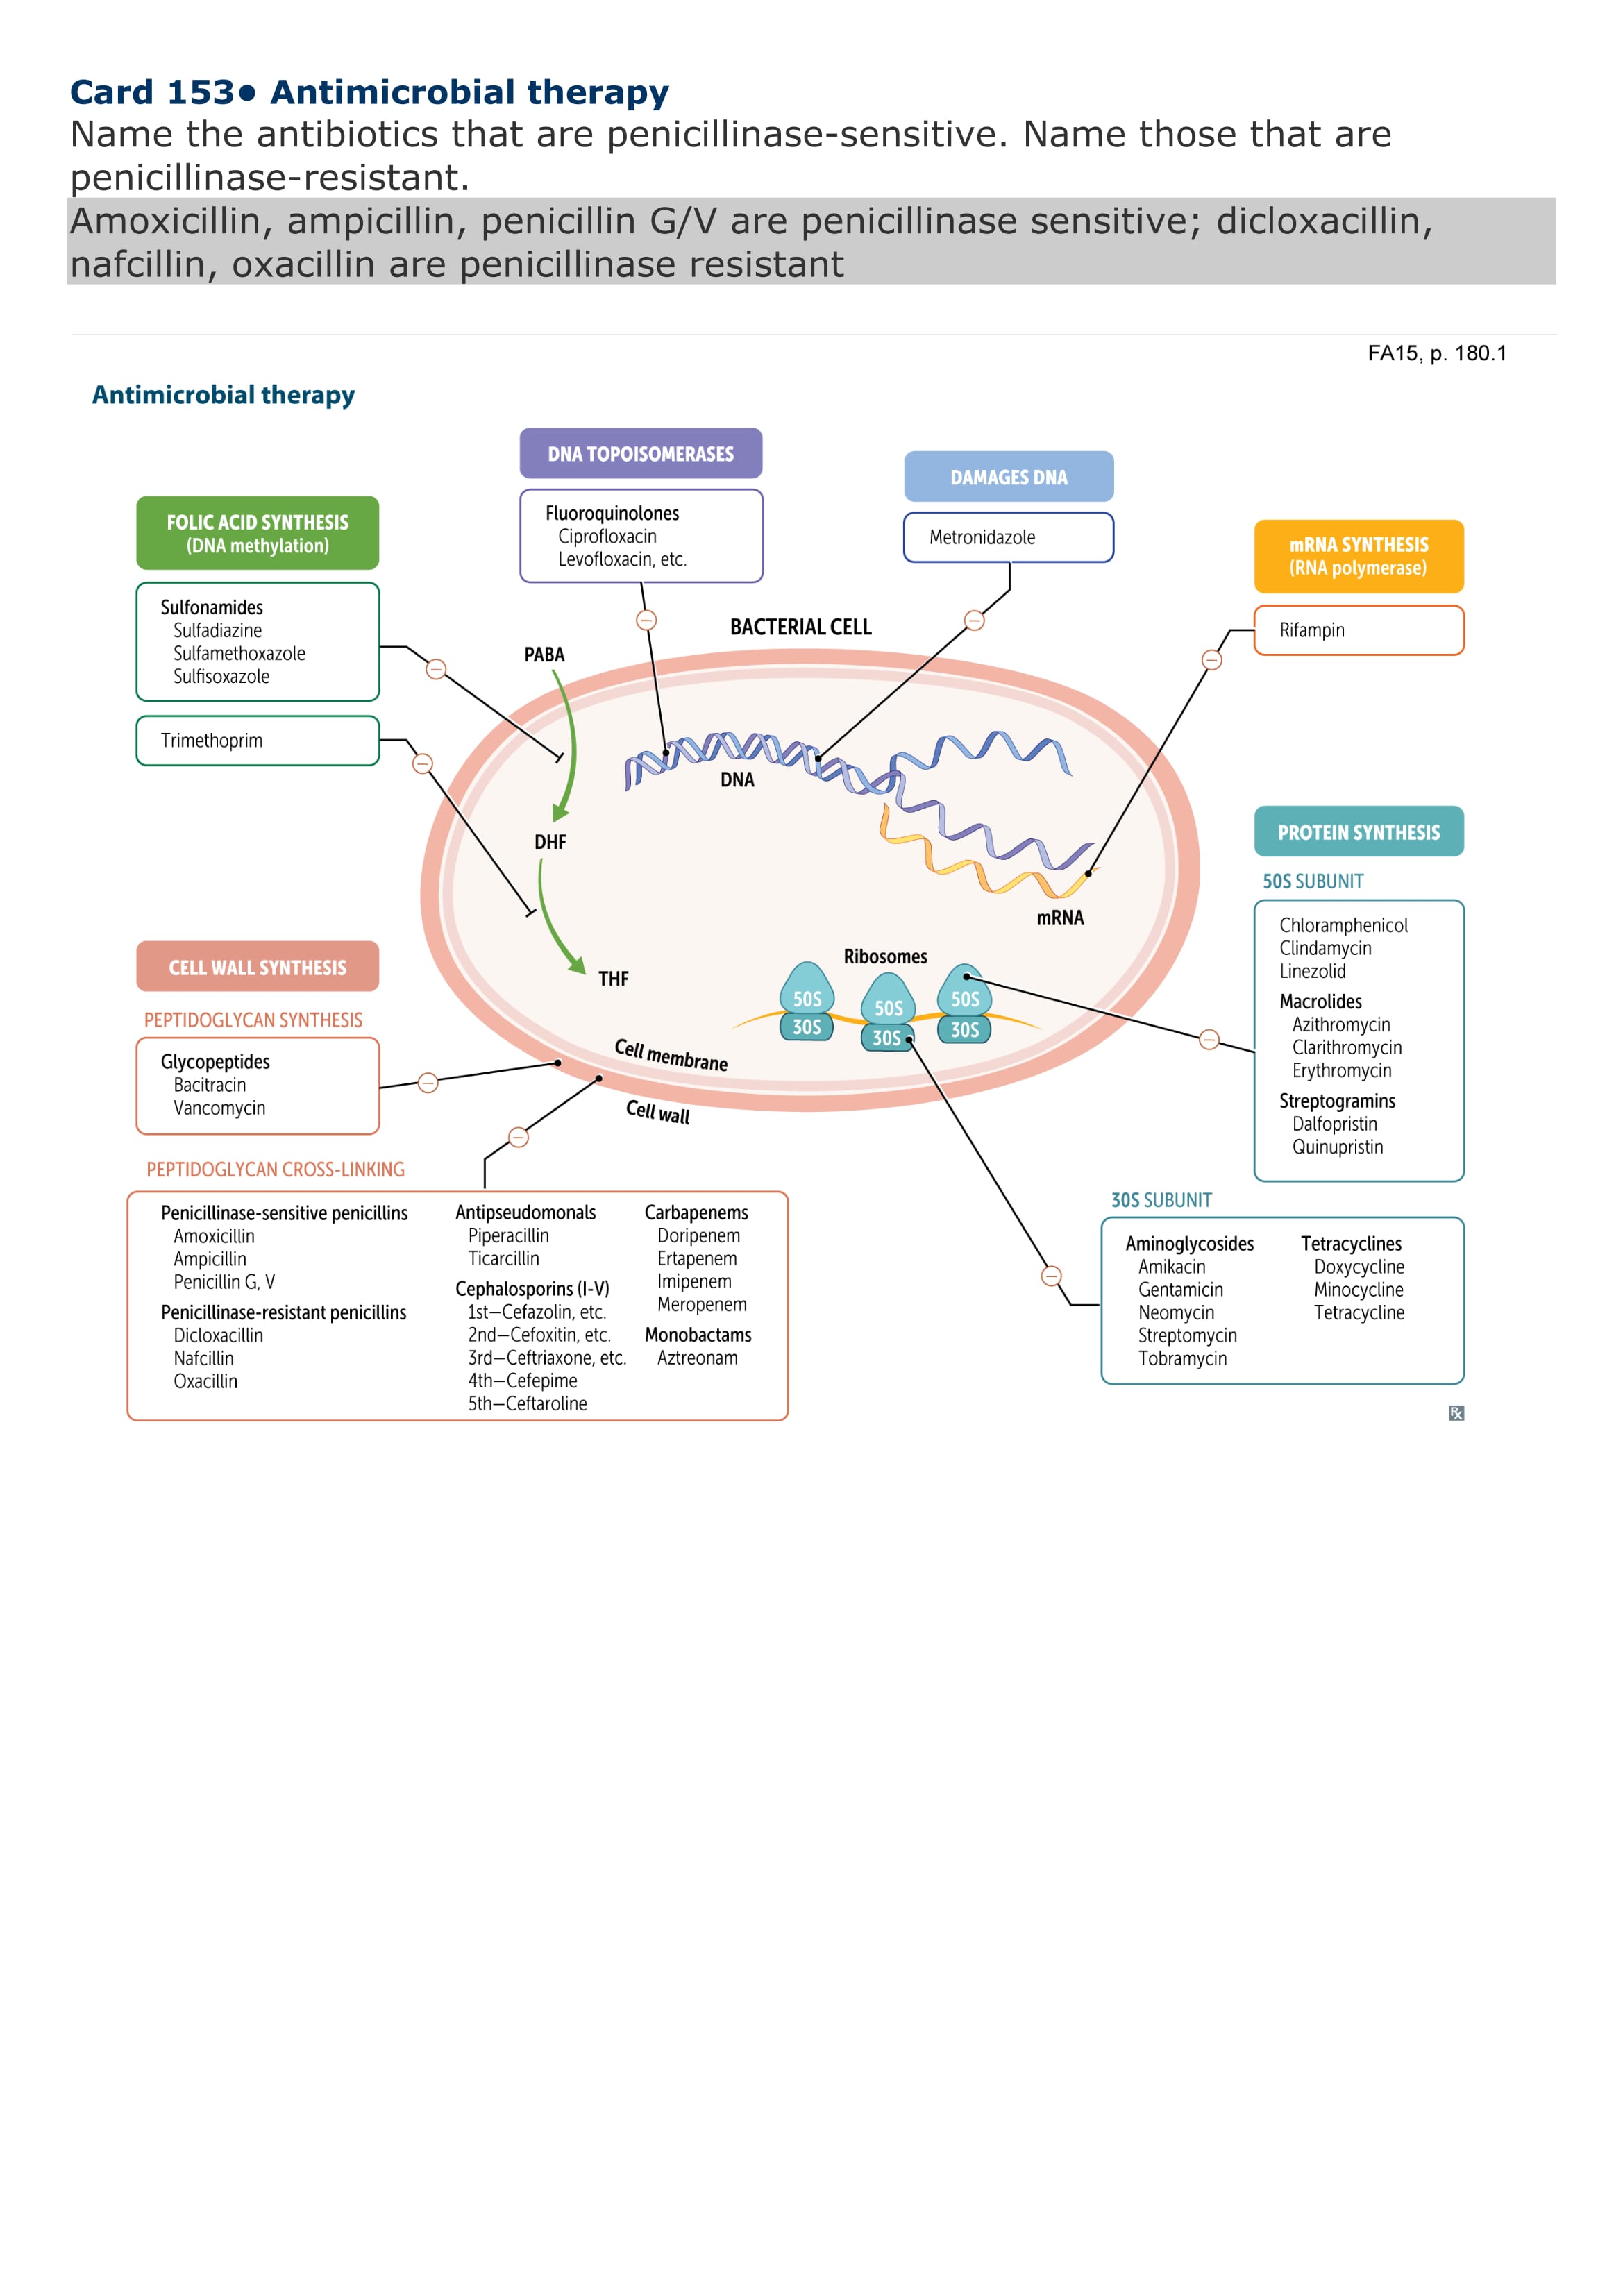 Card 153• Antimicrobial therapy
Name the antibiotics that are penicillinase-sensitive. Name those that are
penicillinase-resistant.
Amoxicillin, ampicillin, penicillin G/V are penicillinase sensitive; dicloxacillin,
nafcillin, oxacillin are penicillinase resistant
FA15, p. 180.1
Antimicrobial therapy
DNA TOPOISOMERASES
Fluoroquinolones
Ciprofloxacin
Levofloxacin, etc.
DAMAGES DNA
Metronidazole
FOLIC ACID SYNTHESIS
(DNA methylation)
Sulfonamides
Sulfadiazine
Sulfamethoxazole
Sulfisoxazole
Trimethoprim
mRNA SYNTHESIS
(RNA polymerase)
Rifampin
BACTERIAL CELL
PABA
DNA
DHF
mRNA
THF
Ribosomes
50S
50S
50S
30S
30S
30S
Cell membrane
Cell wall
PROTEIN SYNTHESIS
50S SUBUNIT
Chloramphenicol
Clindamycin
Linezolid
Macrolides
Azithromycin
Clarithromycin
Erythromycin
Streptogramins
Dalfopristin
Quinupristin
30S SUBUNIT
Aminoglycosides
Amikacin
Gentamicin
Neomycin
Streptomycin
Tobramycin
Tetracyclines
Doxycycline
Minocycline
Tetracycline
CELL WALL SYNTHESIS
PEPTIDOGLYCAN SYNTHESIS
Glycopeptides
Bacitracin
Vancomycin
PEPTIDOGLYCAN CROSS-LINKING
Penicillinase-sensitive penicillins
Amoxicillin
Ampicillin
Penicillin G, V
Penicillinase-resistant penicillins
Dicloxacillin
Nafcillin
Oxacillin
Antipseudomonals
Piperacillin
Ticarcillin
Cephalosporins (I-V)
1st—Cefazolin, etc.
2nd—Cefoxitin, etc.
3rd—Ceftriaxone, etc.
4th—Cefepime
5th—Ceftaroline
Carbapenems
Doripenem
Ertapenem
Imipenem
Meropenem
Monobactams
Aztreonam
Rx